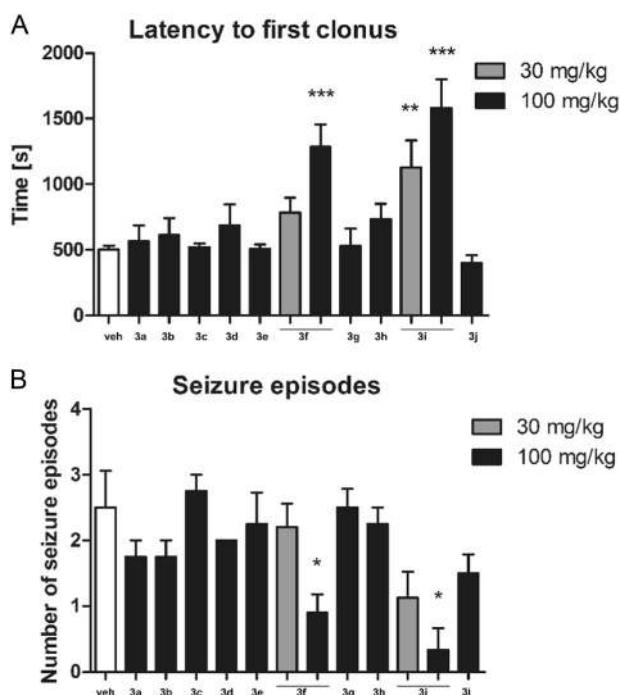 A
Latency to first clonus
2000
1500
1000
500
0
Time [s]
***
**
***
30 mg/kg
100 mg/kg
veh 3a 3b 3c 3d 3e 3f 3g 3h 3i 3j
B
Seizure episodes
4
3
2
1
0
Number of seizure episodes
*
*
30 mg/kg
100 mg/kg
veh 3a 3b 3c 3d 3e 3f 3g 3h 3i 3j